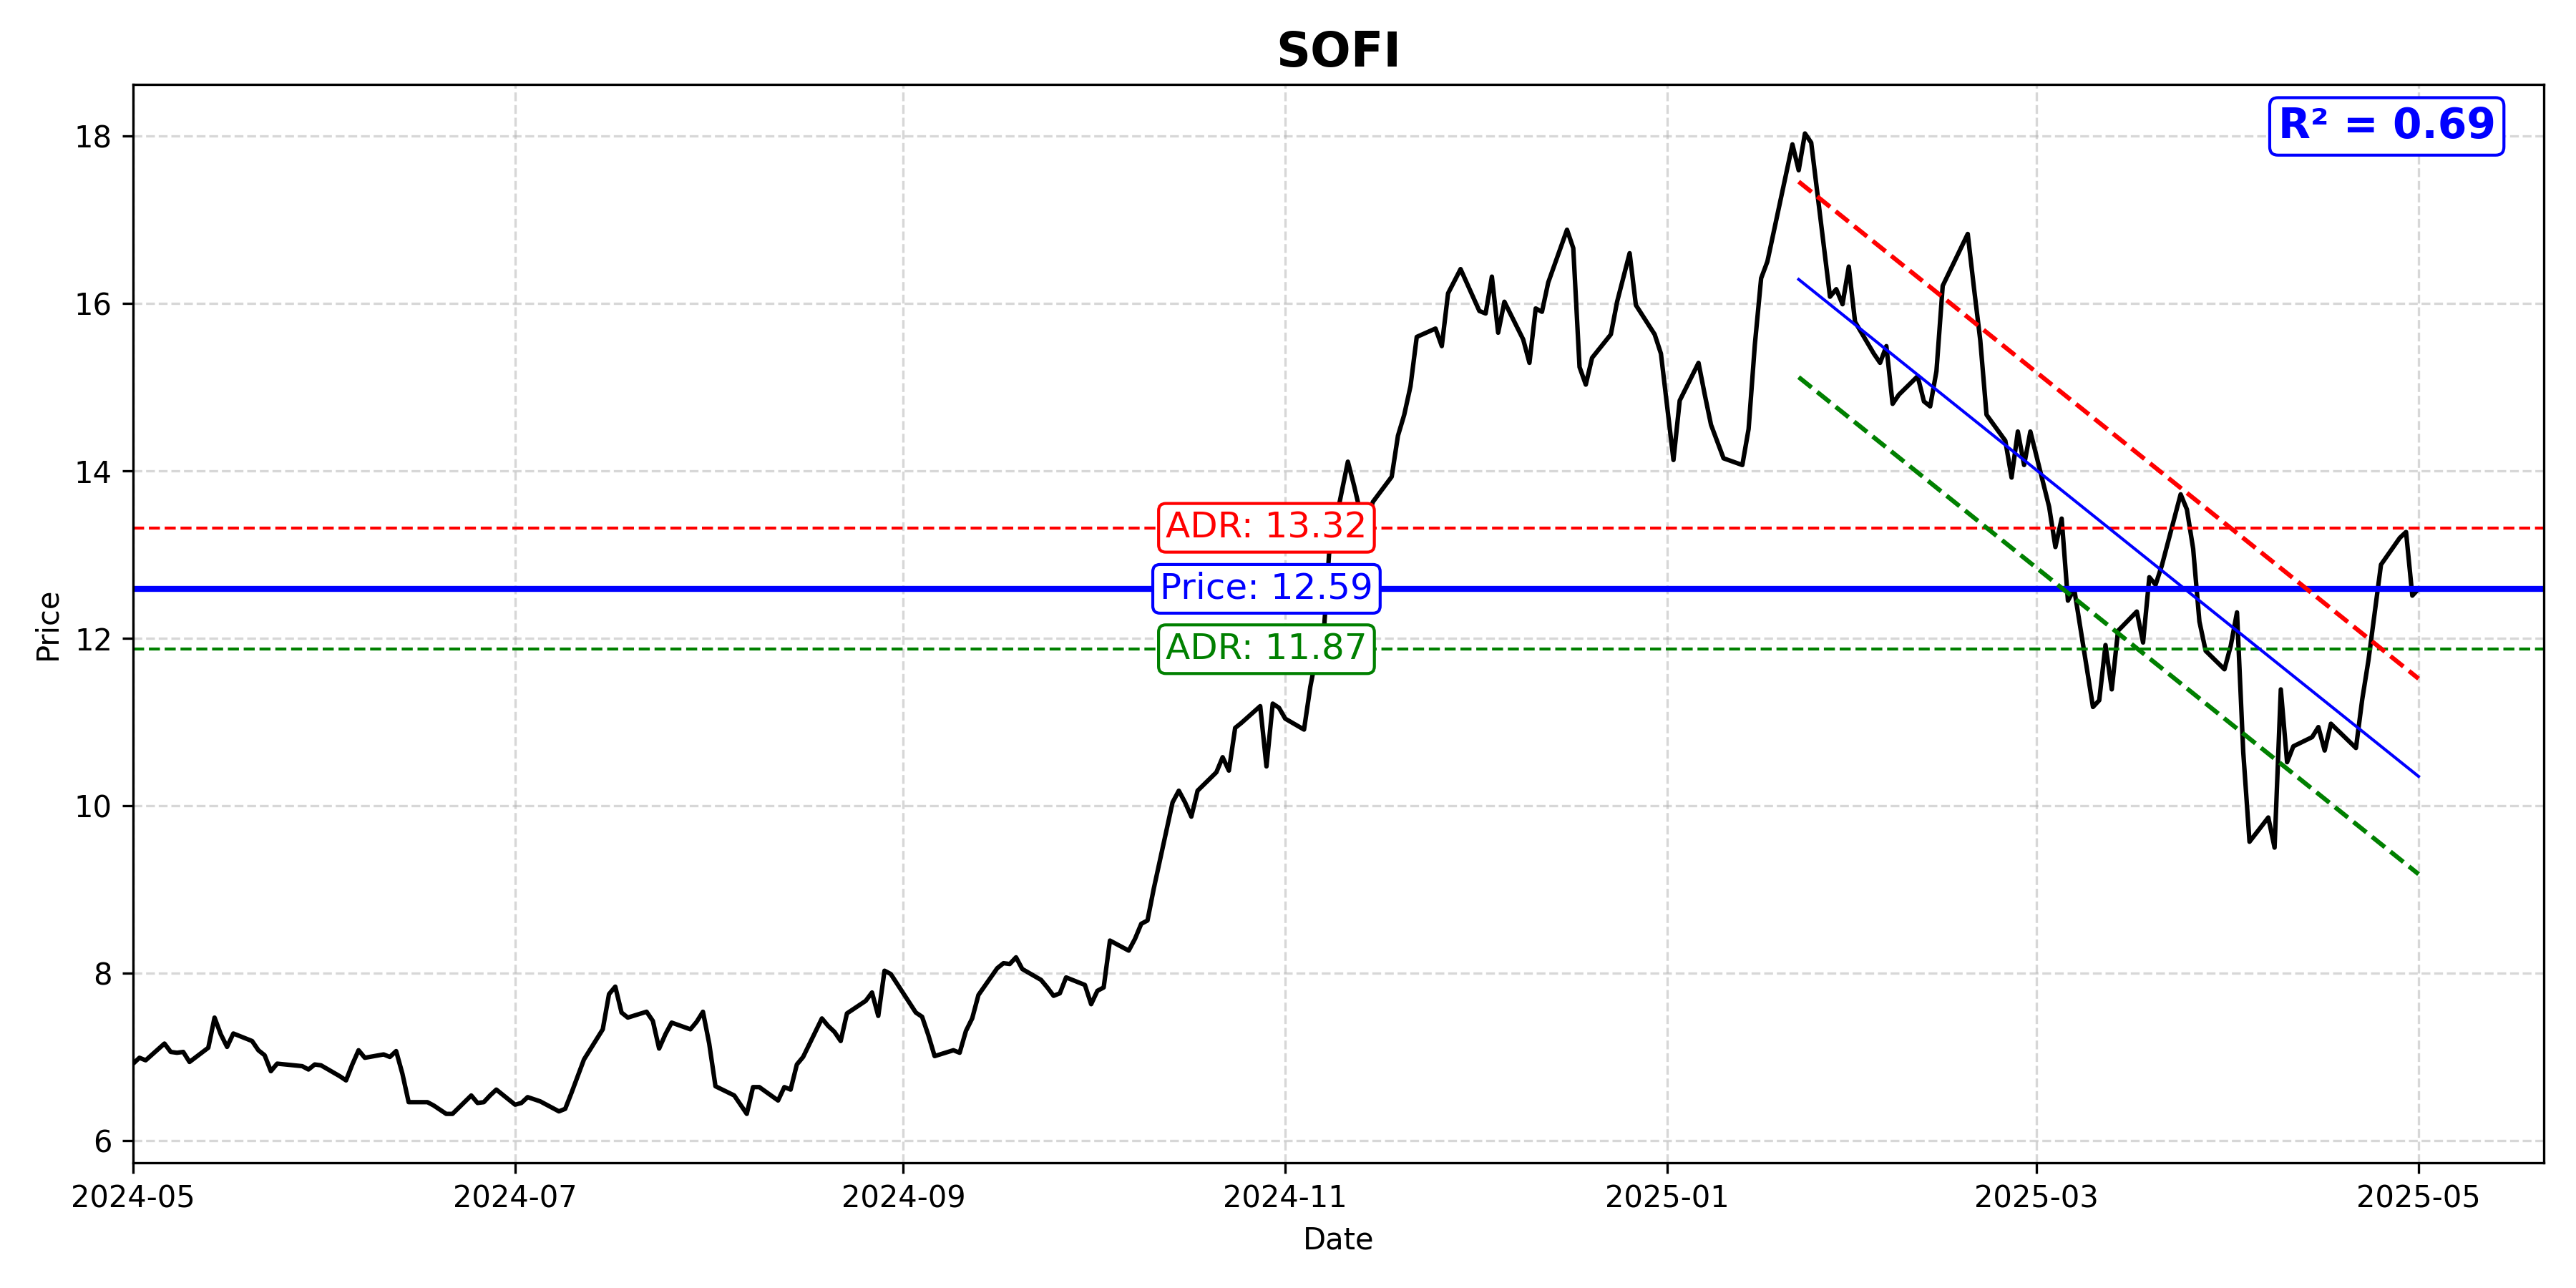 SOFI
R² = 0.69
18
16
14
12
10
8
6
Price
ADR: 13.32
Price: 12.59
ADR: 11.87
2024-05
2024-07
2024-09
2024-11
2025-01
2025-03
2025-05
Date